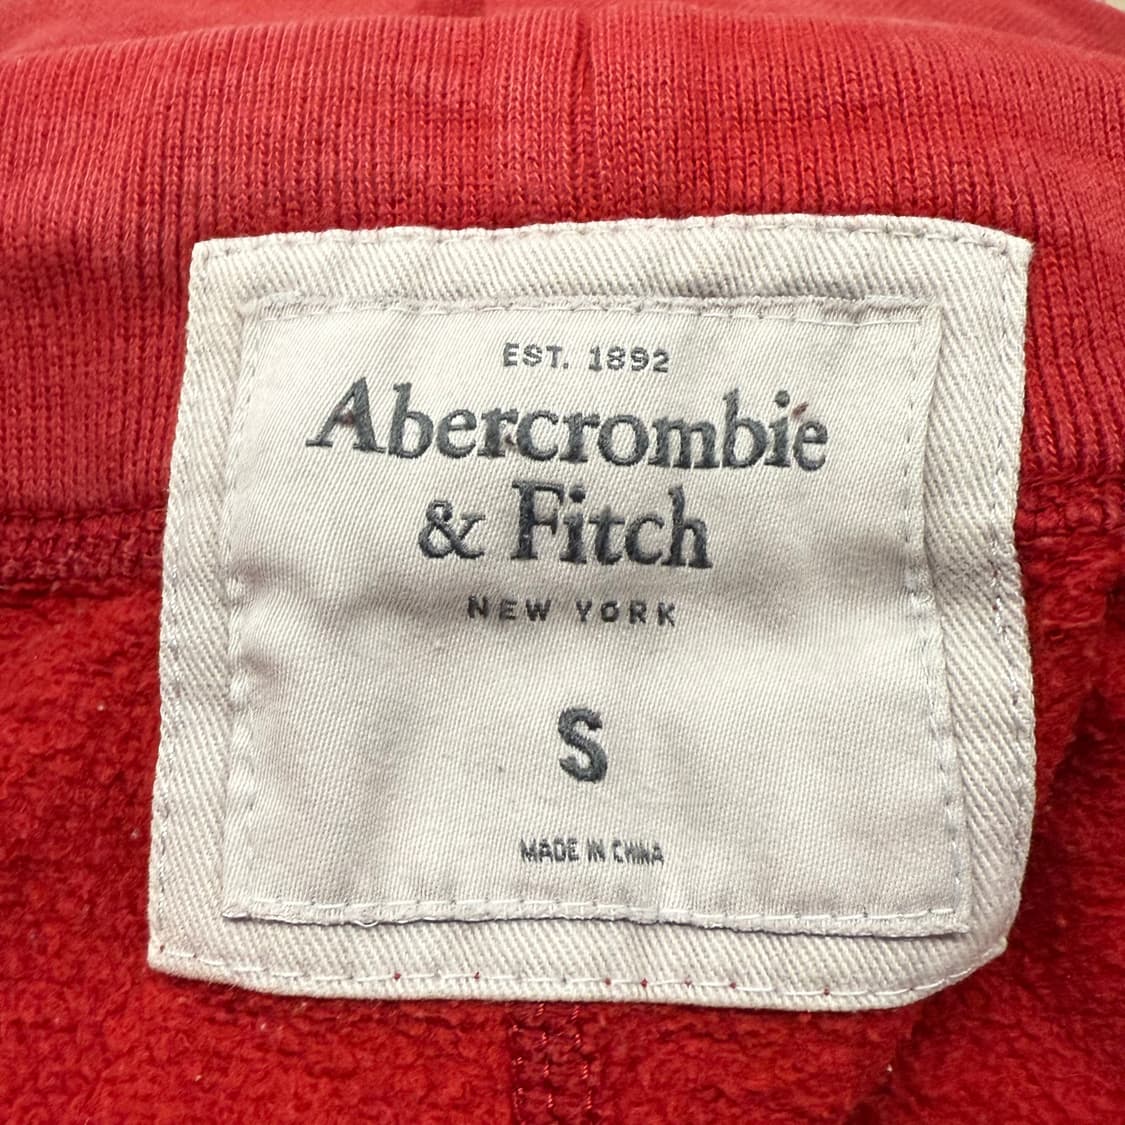 EST. 1892
Abercrombie
& Fitch
NEW YORK
S
MADE IN CHINA